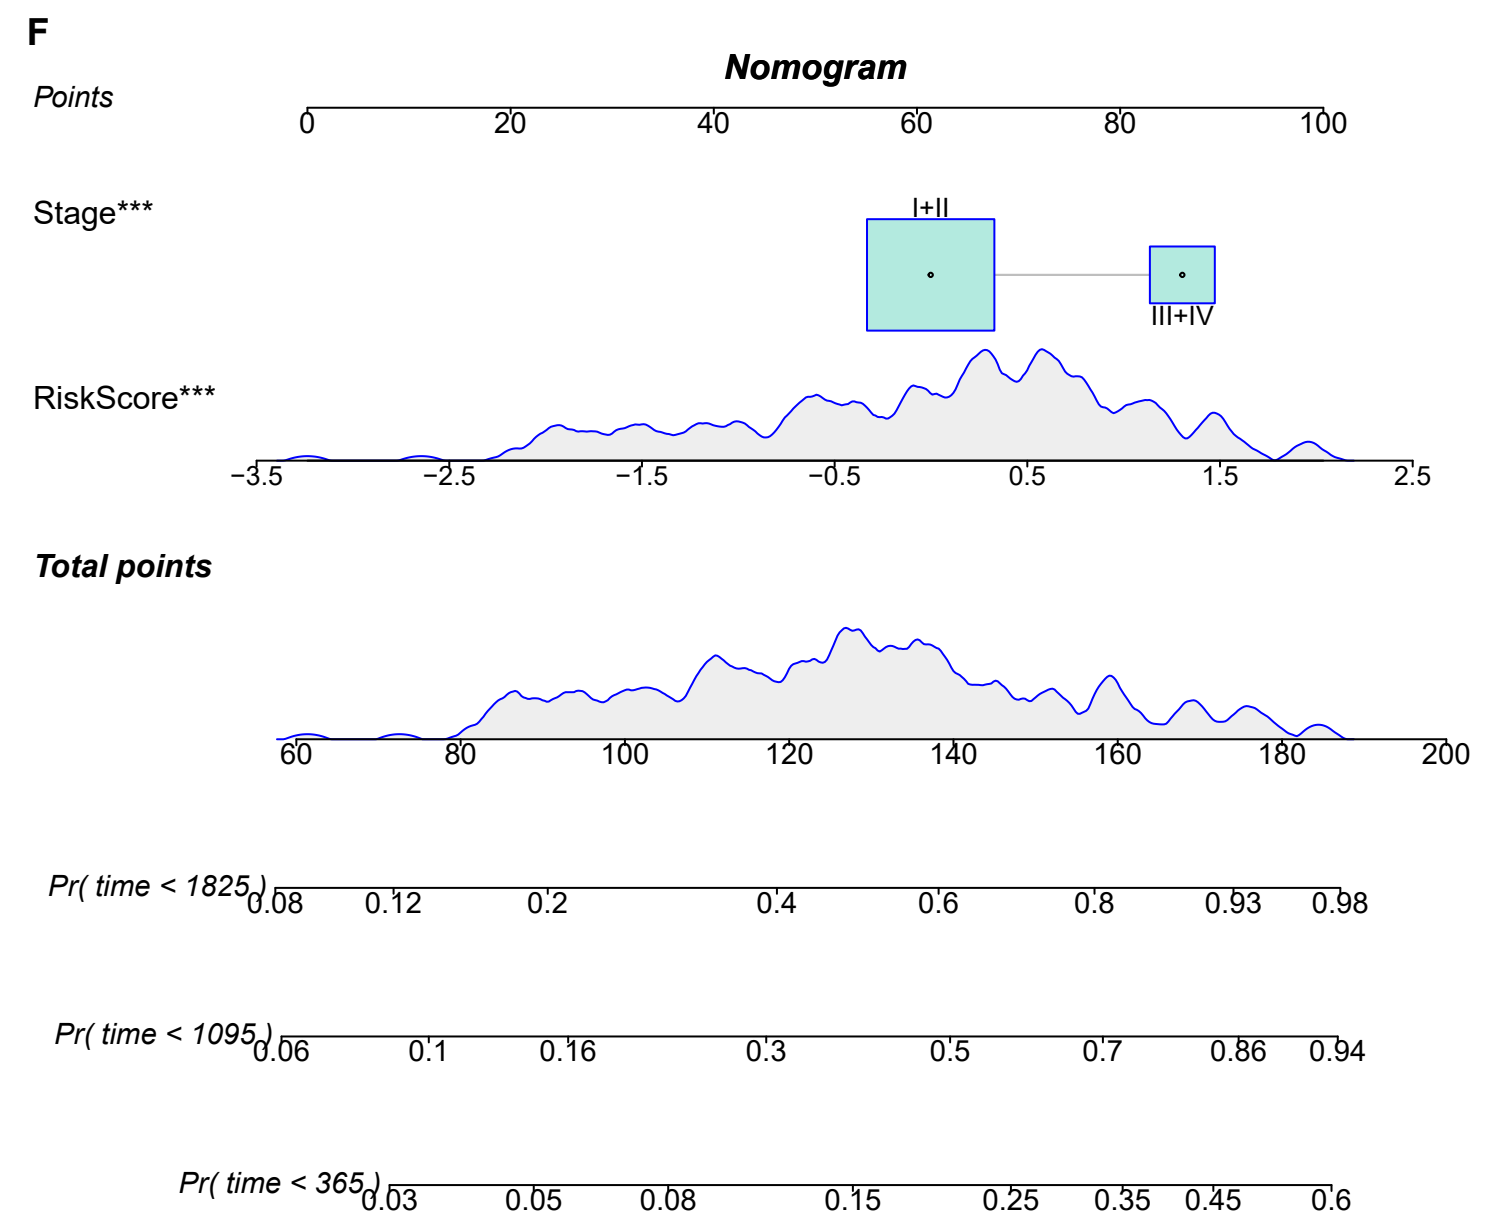 F
Nomogram
Points
0 20 40 60 80 100
Stage***
I+II
III+IV
RiskScore***
−3.5 −2.5 −1.5 −0.5 0.5 1.5 2.5
Total points
60 80 100 120 140 160 180 200
Pr( time < 1825 )
0.08 0.12 0.2 0.4 0.6 0.8 0.93 0.98
Pr( time < 1095 )
0.06 0.1 0.16 0.3 0.5 0.7 0.86 0.94
Pr( time < 365 )
0.03 0.05 0.08 0.15 0.25 0.35 0.45 0.6